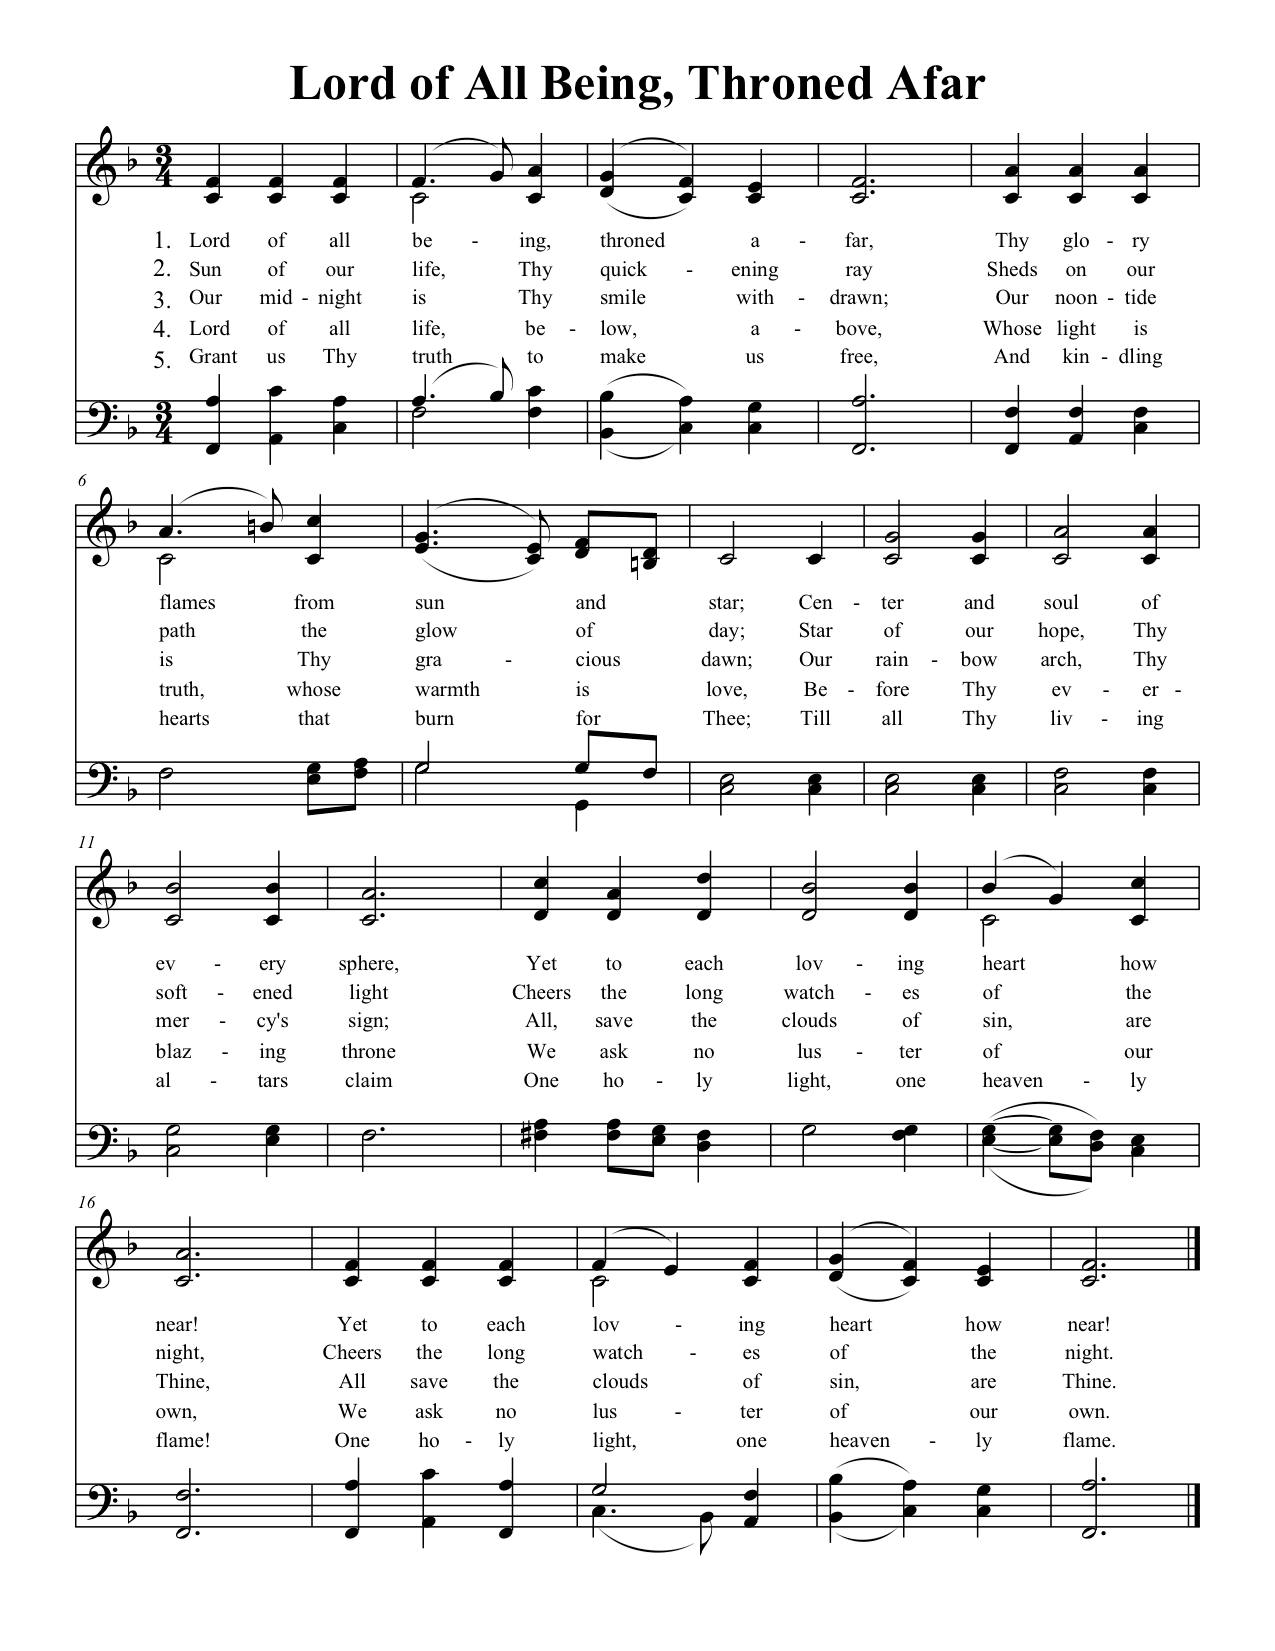 Lord of All Being, Throned Afar
3
4
1. Lord of all be - ing, throned a - far, Thy glo - ry
2. Sun of our life, Thy quick - ening ray Sheds on our
3. Our mid - night is Thy smile with - drawn; Our noon - tide
4. Lord of all life, be - low, a - bove, Whose light is
5. Grant us Thy truth to make us free, And kin - dling
3
4
6
flames from sun and star; Cen - ter and soul of
path the glow of day; Star of our hope, Thy
is Thy gra - cious dawn; Our rain - bow arch, Thy
truth, whose warmth is love, Be - fore Thy ev - er -
hearts that burn for Thee; Till all Thy liv - ing
11
ev - ery sphere, Yet to each lov - ing heart how
soft - ened light Cheers the long watch - es of the
mer - cy's sign; All, save the clouds of sin, are
blaz - ing throne We ask no lus - ter of our
al - tars claim One ho - ly light, one heaven - ly
16
near! Yet to each lov - ing heart how near!
night, Cheers the long watch - es of the night.
Thine, All save the clouds of sin, are Thine.
own, We ask no lus - ter of our own.
flame! One ho - ly light, one heaven - ly flame.